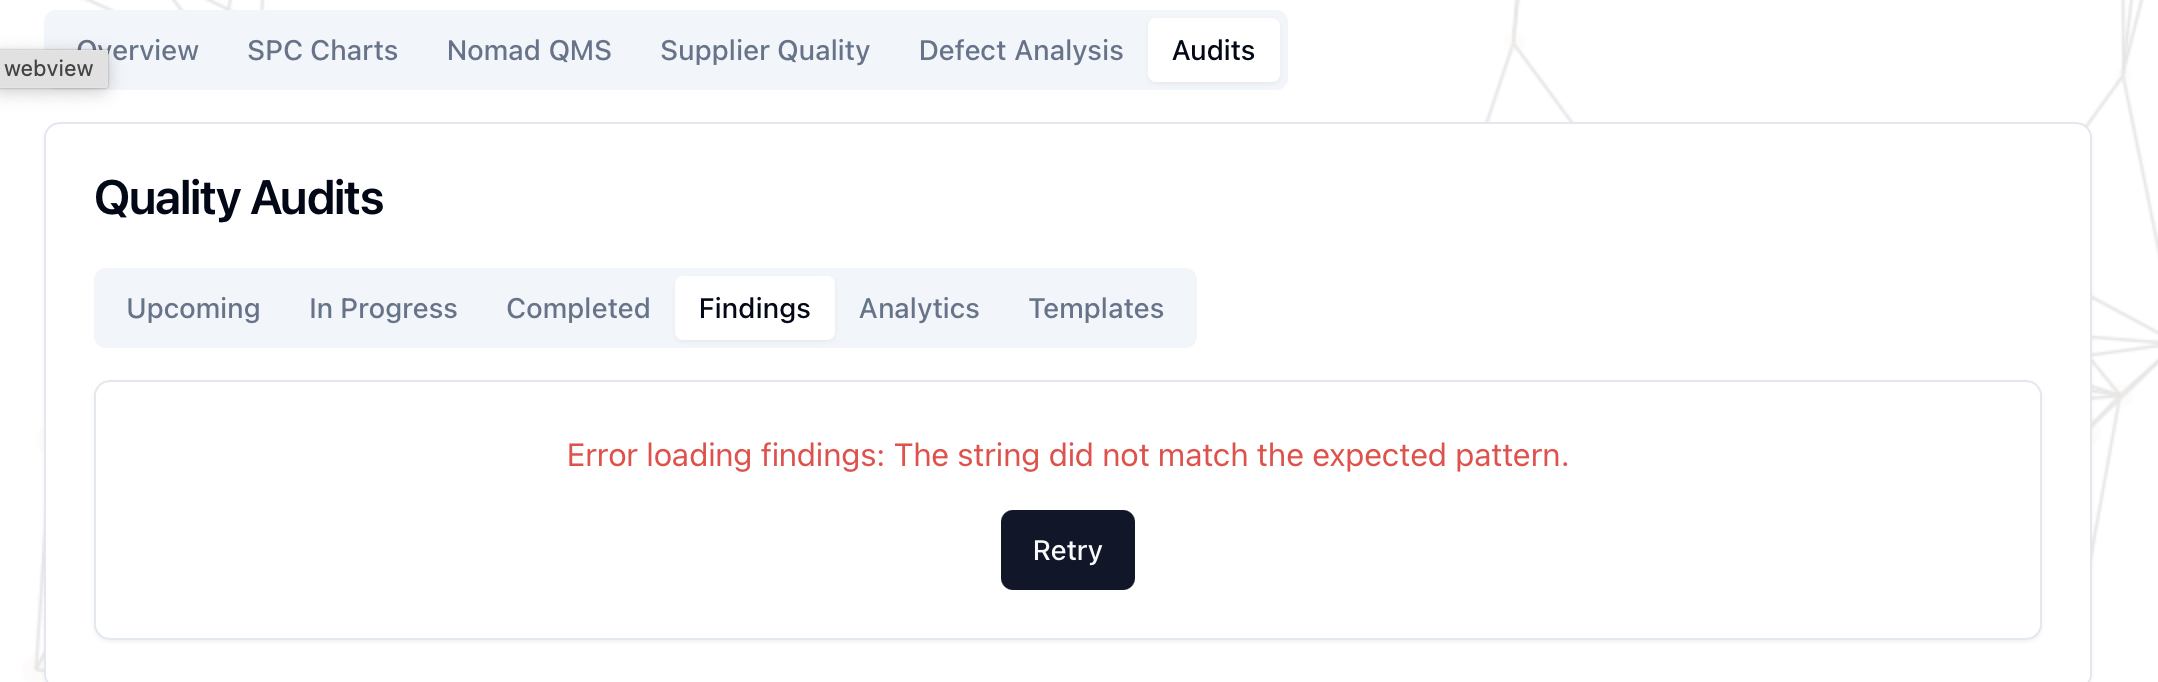 Overview SPC Charts Nomad QMS Supplier Quality Defect Analysis Audits
webview
Quality Audits
Upcoming In Progress Completed Findings Analytics Templates
Error loading findings: The string did not match the expected pattern.
Retry